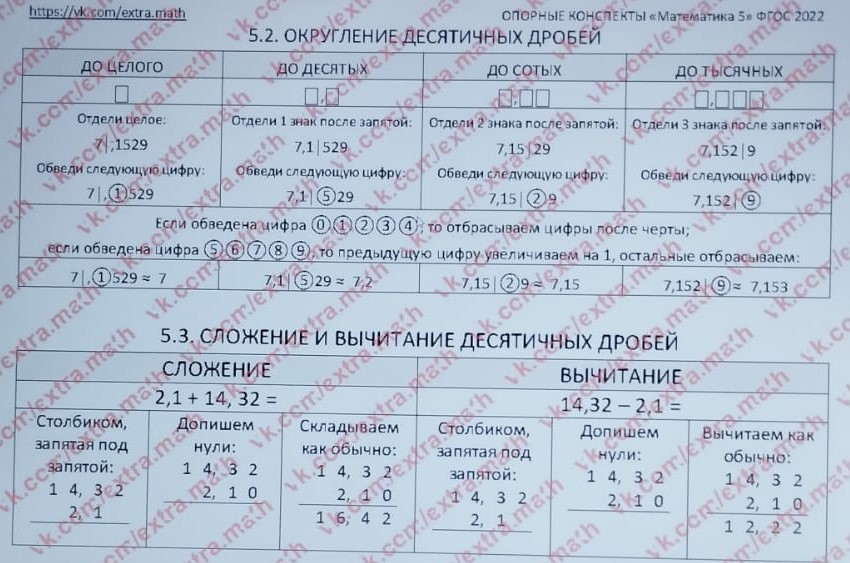 https://vk.com/extra.math
ОПОРНЫЕ КОНСПЕКТЫ «Математика 5» ФГОС 2022
5.2. ОКРУГЛЕНИЕ ДЕСЯТИЧНЫХ ДРОБЕЙ
ДО ЦЕЛОГО
ДО ДЕСЯТЫХ
ДО СОТЫХ
ДО ТЫСЯЧНЫХ
□
□,□
□,□□
□,□□□
Отдели целое:
7|,1529
Обведи следующую цифру:
7|,①529
Отдели 1 знак после запятой:
7,1|529
Обведи следующую цифру:
7,1|⑤29
Отдели 2 знака после запятой:
7,15|29
Обведи следующую цифру:
7,15|②9
Отдели 3 знака после запятой:
7,152|9
Обведи следующую цифру:
7,152|⑨
Если обведена цифра ⓪①②③④, то отбрасываем цифры после черты;
если обведена цифра ⑤⑥⑦⑧⑨, то предыдущую цифру увеличиваем на 1, остальные отбрасываем:
7|,①529 ≈ 7
7,1|⑤29 ≈ 7,2
7,15|②9 ≈ 7,15
7,152|⑨ ≈ 7,153
5.3. СЛОЖЕНИЕ И ВЫЧИТАНИЕ ДЕСЯТИЧНЫХ ДРОБЕЙ
СЛОЖЕНИЕ
ВЫЧИТАНИЕ
2,1 + 14, 32 =
14,32 – 2,1 =
Столбиком,
запятая под
запятой:
1 4, 3 2
2, 1
Допишем
нули:
1 4, 3 2
2, 1 0
Складываем
как обычно:
1 4, 3 2
2, 1 0
1 6, 4 2
Столбиком,
запятая под
запятой:
1 4, 3 2
2, 1
Допишем
нули:
1 4, 3 2
2, 1 0
Вычитаем как
обычно:
1 4, 3 2
2, 1 0
1 2, 2 2
vk.com/extra.math